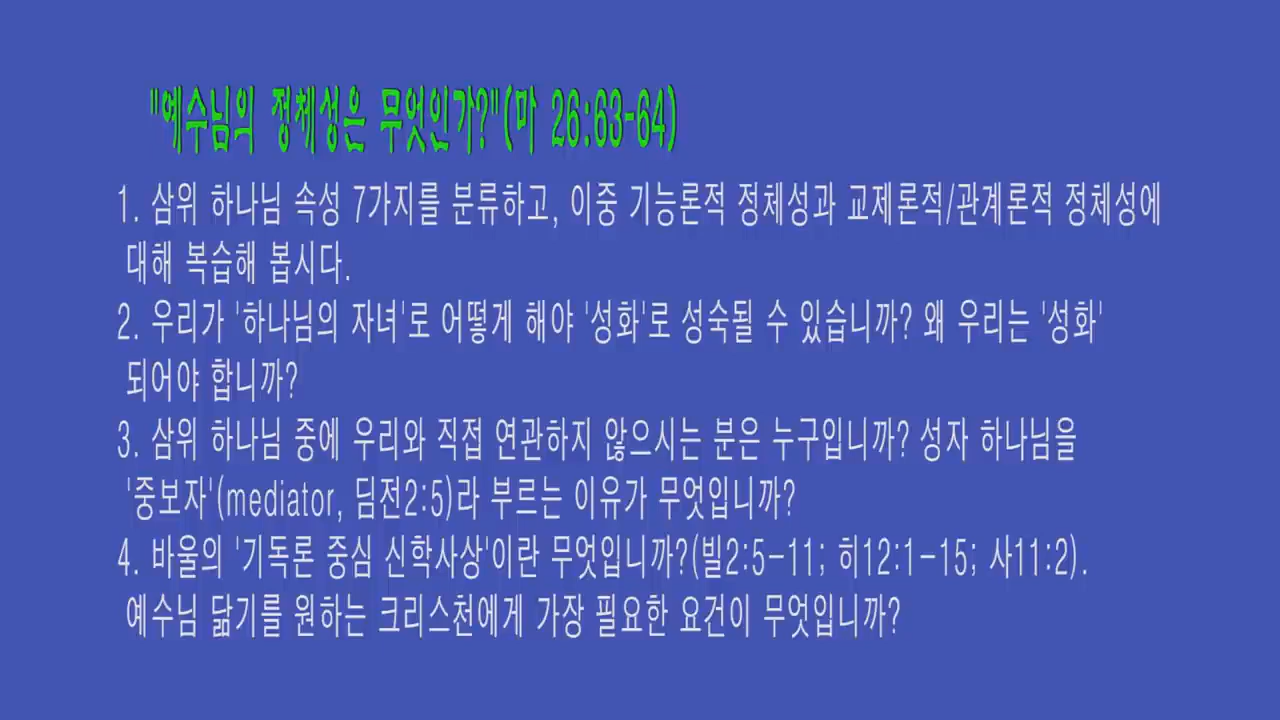 "예수님의 정체성은 무엇인가?"(마 26:63-64)
1. 삼위 하나님 속성 7가지를 분류하고, 이중 기능론적 정체성과 교제론적/관계론적 정체성에
대해 복습해 봅시다.
2. 우리가 '하나님의 자녀'로 어떻게 해야 '성화'로 성숙될 수 있습니까? 왜 우리는 '성화'
되어야 합니까?
3. 삼위 하나님 중에 우리와 직접 연관하지 않으시는 분은 누구입니까? 성자 하나님을
'중보자'(mediator, 딤전2:5)라 부르는 이유가 무엇입니까?
4. 바울의 '기독론 중심 신학사상'이란 무엇입니까?(빌2:5-11; 히12:1-15; 사11:2).
예수님 닮기를 원하는 크리스천에게 가장 필요한 요건이 무엇입니까?